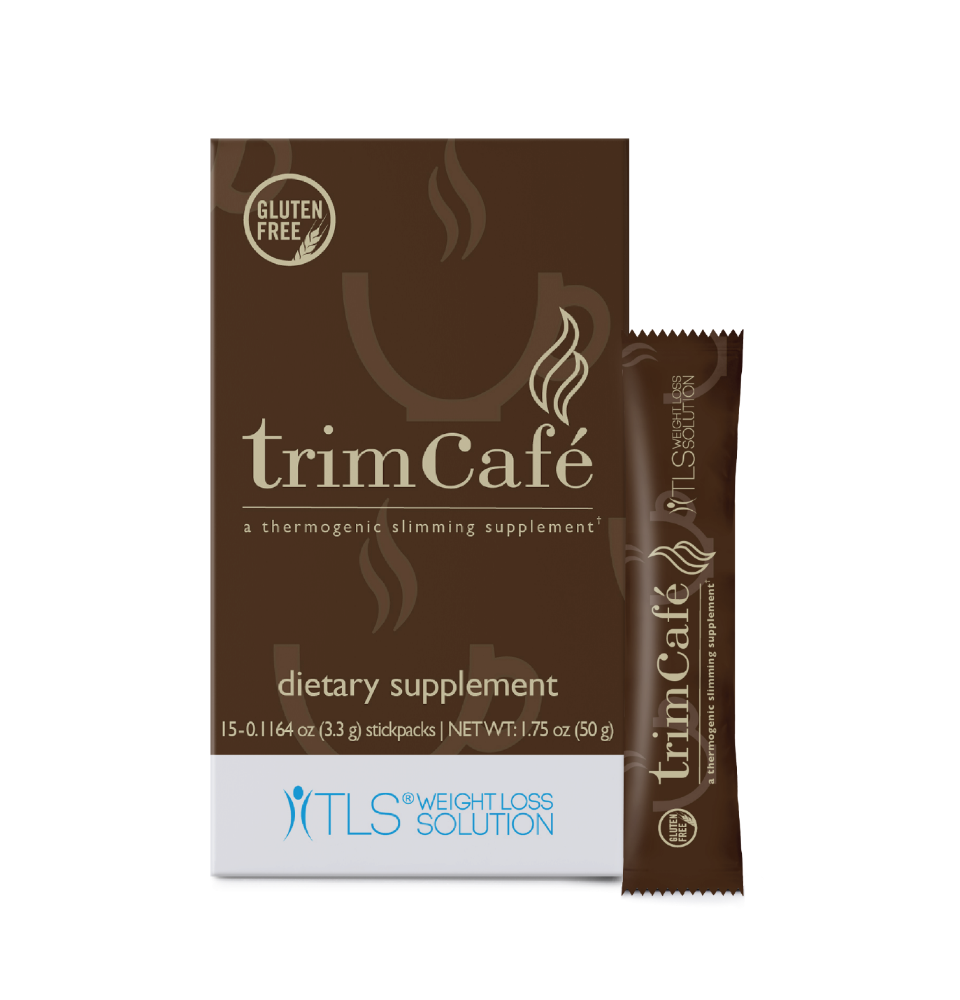 GLUTEN
FREE
trimCafé
a thermogenic slimming supplement†
dietary supplement
15-0.1164 oz (3.3 g) stickpacks | NET WT: 1.75 oz (50 g)
TLS® WEIGHT LOSS
SOLUTION
TLS WEIGHT LOSS
SOLUTION
trimCafé
a thermogenic slimming supplement†
GLUTEN
FREE